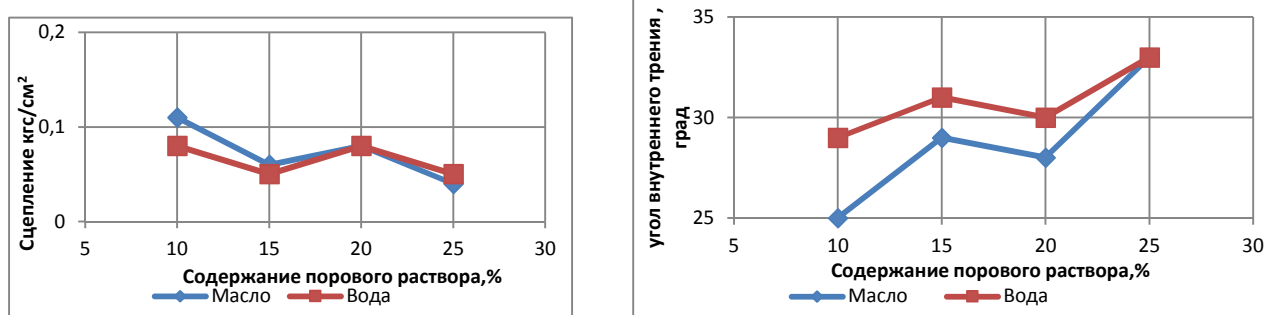 0,2
0,1
0
5
10
15
20
25
30
Сцепление кгс/см²
Содержание порового раствора,%
Масло
Вода
35
30
25
5
10
15
20
25
30
угол внутреннего трения ,
град
Содержание порового раствора,%
Масло
Вода